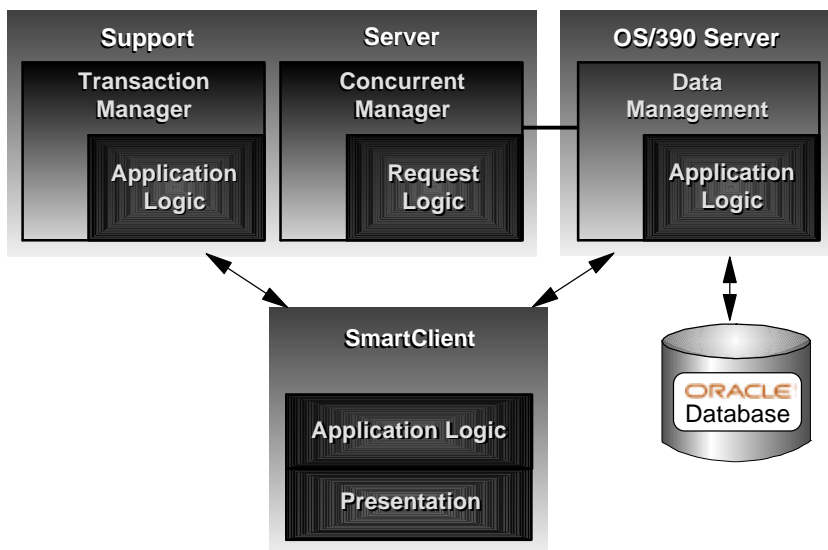 Support Server
Transaction
Manager
Application
Logic
Concurrent
Manager
Request
Logic
OS/390 Server
Data
Management
Application
Logic
SmartClient
Application Logic
Presentation
ORACLE
Database